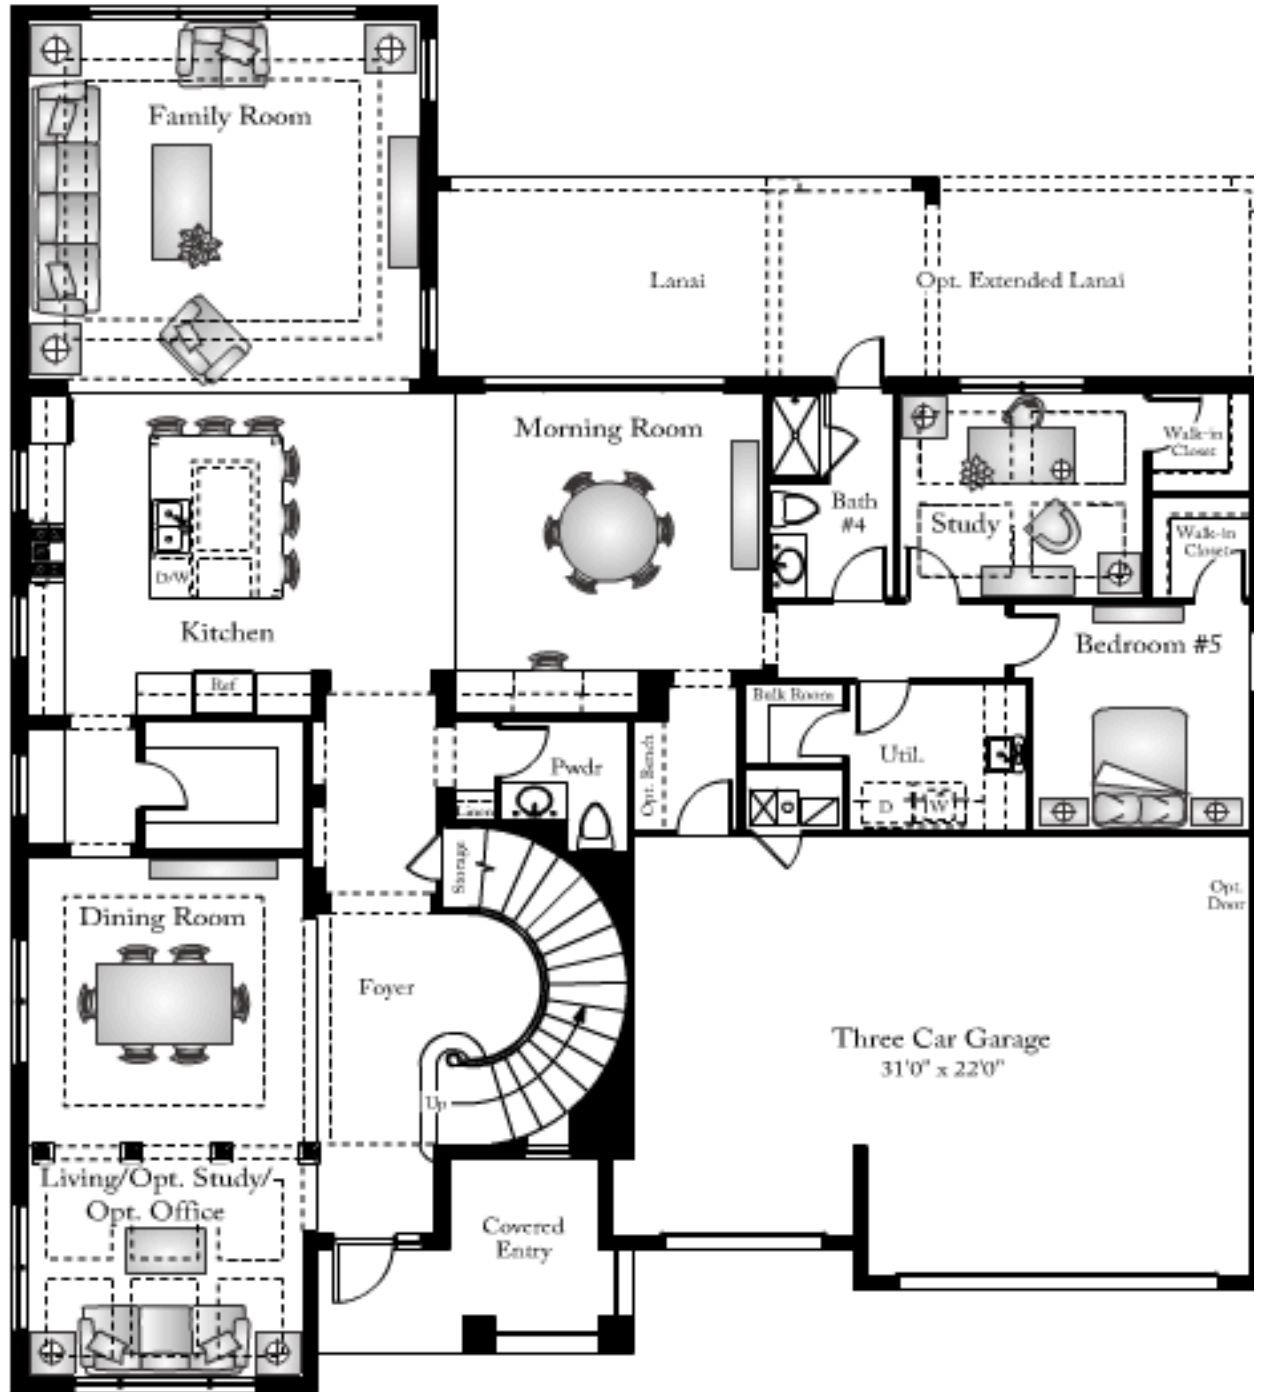 Family Room
Lanai
Opt. Extended Lanai
Morning Room
Walk-in
Closet
Bath
#4
Study
Walk-in
Closet
D/W
Kitchen
Bedroom #5
Ref
Bulk Room
Util.
Pwdr
Opt. Bench
D
W
Linen
Storage
Opt.
Door
Dining Room
Foyer
Three Car Garage
31'0" x 22'0"
Up
Living/Opt. Study/
Opt. Office
Covered
Entry